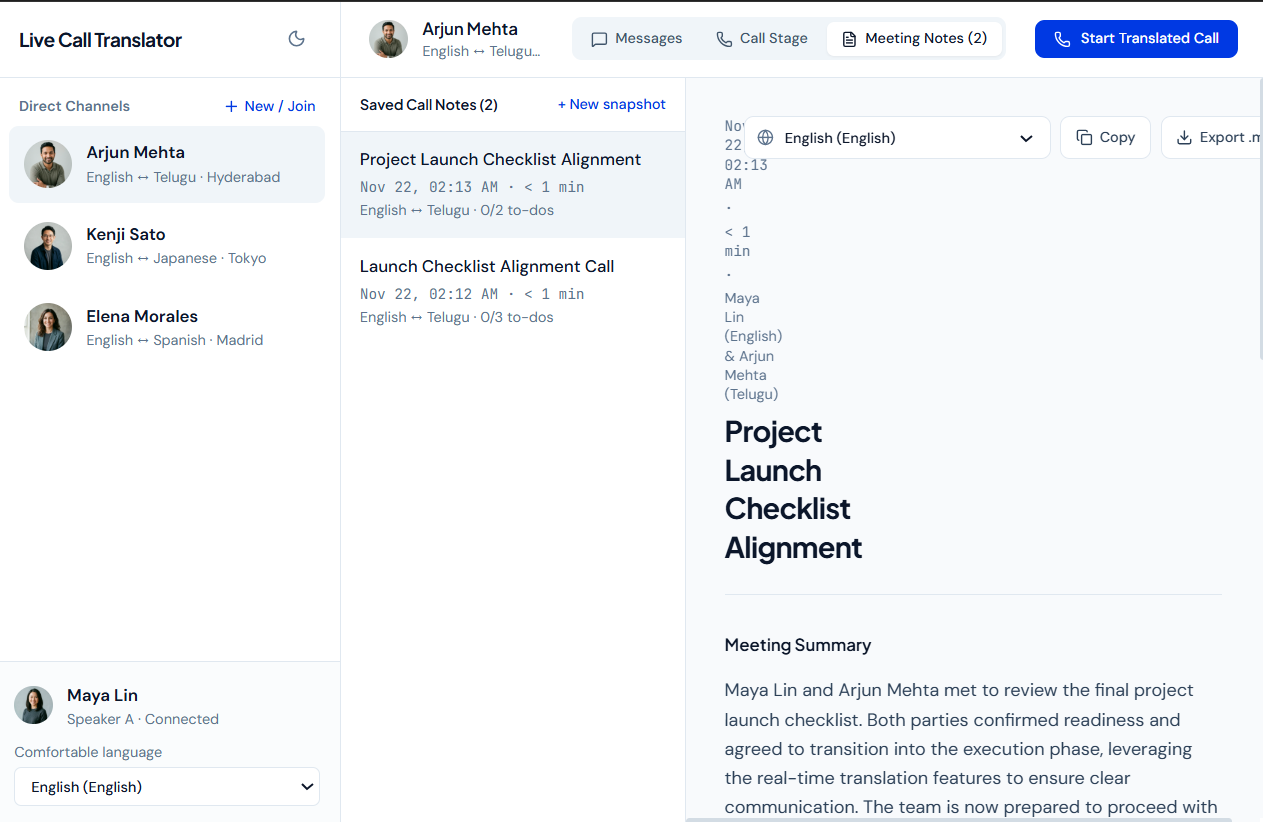 Live Call Translator
Direct Channels
+ New / Join
Arjun Mehta
English ↔ Telugu · Hyderabad
Kenji Sato
English ↔ Japanese · Tokyo
Elena Morales
English ↔ Spanish · Madrid
Maya Lin
Speaker A · Connected
Comfortable language
English (English)
Arjun Mehta
English ↔ Telugu...
Messages
Call Stage
Meeting Notes (2)
Start Translated Call
Saved Call Notes (2)
+ New snapshot
Project Launch Checklist Alignment
Nov 22, 02:13 AM · < 1 min
English ↔ Telugu · 0/2 to-dos
Launch Checklist Alignment Call
Nov 22, 02:12 AM · < 1 min
English ↔ Telugu · 0/3 to-dos
English (English)
Copy
Export .m
22
02:13
AM
·
< 1
min
·
Maya
Lin
(English)
& Arjun
Mehta
(Telugu)
Project
Launch
Checklist
Alignment
Meeting Summary
Maya Lin and Arjun Mehta met to review the final project
launch checklist. Both parties confirmed readiness and
agreed to transition into the execution phase, leveraging
the real-time translation features to ensure clear
communication. The team is now prepared to proceed with